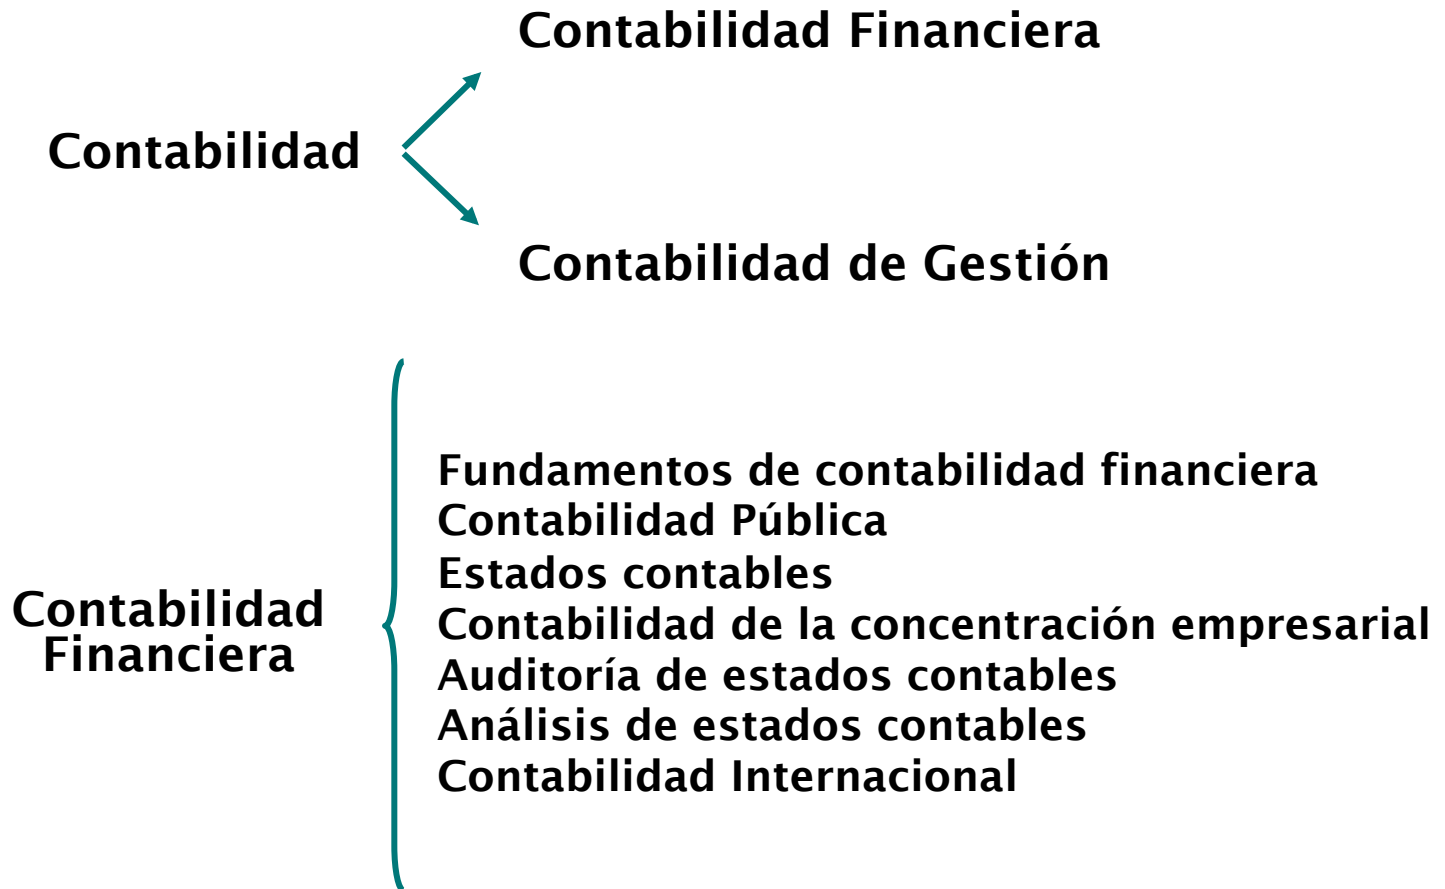 Contabilidad Financiera
Contabilidad
Contabilidad de Gestión
Contabilidad
Financiera
Fundamentos de contabilidad financiera
Contabilidad Pública
Estados contables
Contabilidad de la concentración empresarial
Auditoría de estados contables
Análisis de estados contables
Contabilidad Internacional